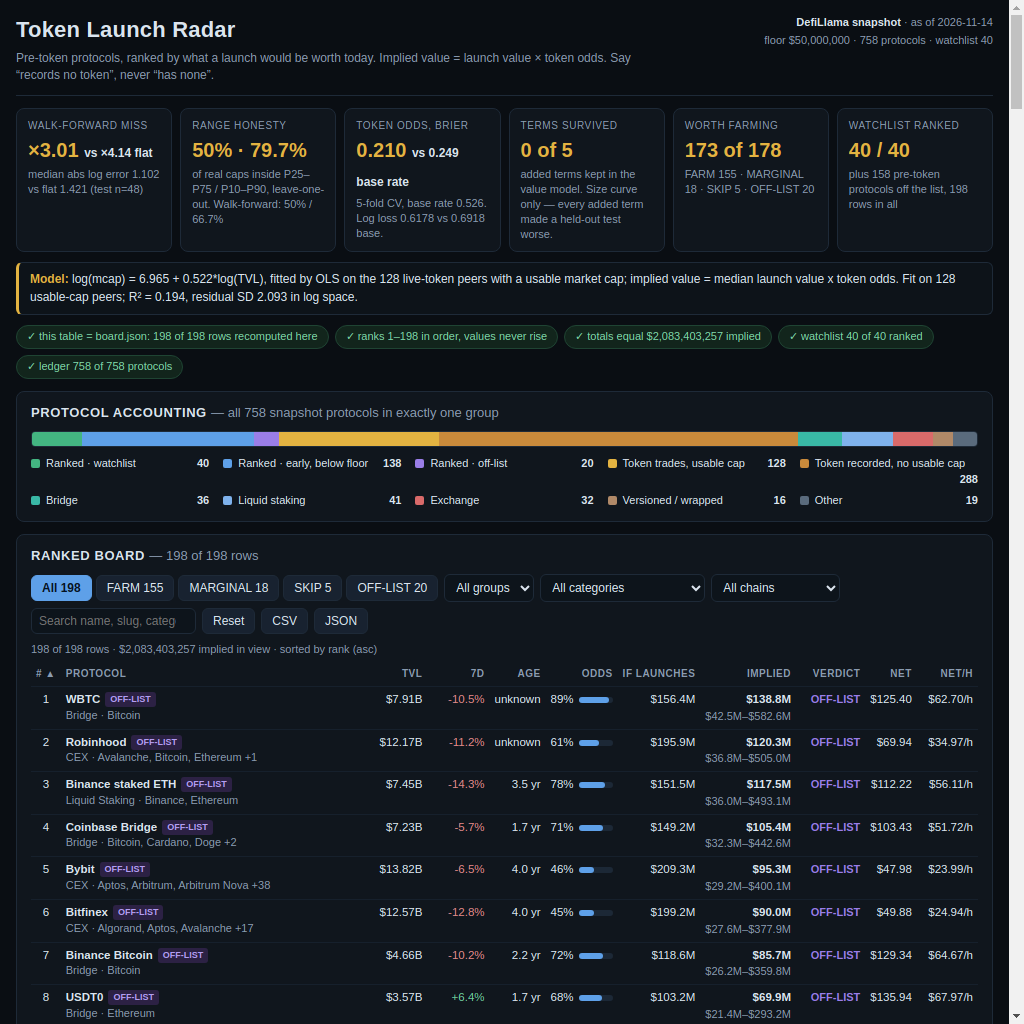 Token Launch Radar
DefiLlama snapshot · as of 2026-11-14
floor $50,000,000 · 758 protocols · watchlist 40
Pre-token protocols, ranked by what a launch would be worth today. Implied value = launch value × token odds. Say
“records no token”, never “has none”.
WALK-FORWARD MISS
×3.01 vs ×4.14 flat
median abs log error 1.102
vs flat 1.421 (test n=48)
RANGE HONESTY
50% · 79.7%
of real caps inside P25–
P75 / P10–P90, leave-one-
out. Walk-forward: 50% /
66.7%
TOKEN ODDS, BRIER
0.210 vs 0.249
base rate
5-fold CV, base rate 0.526.
Log loss 0.6178 vs 0.6918
base.
TERMS SURVIVED
0 of 5
added terms kept in the
value model. Size curve
only — every added term
made a held-out test
worse.
WORTH FARMING
173 of 178
FARM 155 · MARGINAL
18 · SKIP 5 · OFF-LIST 20
WATCHLIST RANKED
40 / 40
plus 158 pre-token
protocols off the list, 198
rows in all
Model: log(mcap) = 6.965 + 0.522*log(TVL), fitted by OLS on the 128 live-token peers with a usable market cap; implied value = median launch value x token odds. Fit on 128
usable-cap peers; R² = 0.194, residual SD 2.093 in log space.
✓ this table = board.json: 198 of 198 rows recomputed here
✓ ranks 1–198 in order, values never rise
✓ totals equal $2,083,403,257 implied
✓ watchlist 40 of 40 ranked
✓ ledger 758 of 758 protocols
PROTOCOL ACCOUNTING — all 758 snapshot protocols in exactly one group
Ranked · watchlist 40
Ranked · early, below floor 138
Ranked · off-list 20
Token trades, usable cap 128
Token recorded, no usable cap 288
Bridge 36
Liquid staking 41
Exchange 32
Versioned / wrapped 16
Other 19
RANKED BOARD — 198 of 198 rows
All 198 FARM 155 MARGINAL 18 SKIP 5 OFF-LIST 20 All groups All categories All chains
Search name, slug, categ Reset CSV JSON
198 of 198 rows · $2,083,403,257 implied in view · sorted by rank (asc)
# ▲ PROTOCOL TVL 7D AGE ODDS IF LAUNCHES IMPLIED VERDICT NET NET/H
1 WBTC OFF-LIST $7.91B -10.5% unknown 89% $156.4M $138.8M OFF-LIST $125.40 $62.70/h
Bridge · Bitcoin $42.5M–$582.6M
2 Robinhood OFF-LIST $12.17B -11.2% unknown 61% $195.9M $120.3M OFF-LIST $69.94 $34.97/h
CEX · Avalanche, Bitcoin, Ethereum +1 $36.8M–$505.0M
3 Binance staked ETH OFF-LIST $7.45B -14.3% 3.5 yr 78% $151.5M $117.5M OFF-LIST $112.22 $56.11/h
Liquid Staking · Binance, Ethereum $36.0M–$493.1M
4 Coinbase Bridge OFF-LIST $7.23B -5.7% 1.7 yr 71% $149.2M $105.4M OFF-LIST $103.43 $51.72/h
Bridge · Bitcoin, Cardano, Doge +2 $32.3M–$442.6M
5 Bybit OFF-LIST $13.82B -6.5% 4.0 yr 46% $209.3M $95.3M OFF-LIST $47.98 $23.99/h
CEX · Aptos, Arbitrum, Arbitrum Nova +38 $29.2M–$400.1M
6 Bitfinex OFF-LIST $12.57B -12.8% 4.0 yr 45% $199.2M $90.0M OFF-LIST $49.88 $24.94/h
CEX · Algorand, Aptos, Avalanche +17 $27.6M–$377.9M
7 Binance Bitcoin OFF-LIST $4.66B -10.2% 2.2 yr 72% $118.6M $85.7M OFF-LIST $129.34 $64.67/h
Bridge · Bitcoin $26.2M–$359.8M
8 USDT0 OFF-LIST $3.57B +6.4% 1.7 yr 68% $103.2M $69.9M OFF-LIST $135.94 $67.97/h
Bridge · Ethereum $21.4M–$293.2M